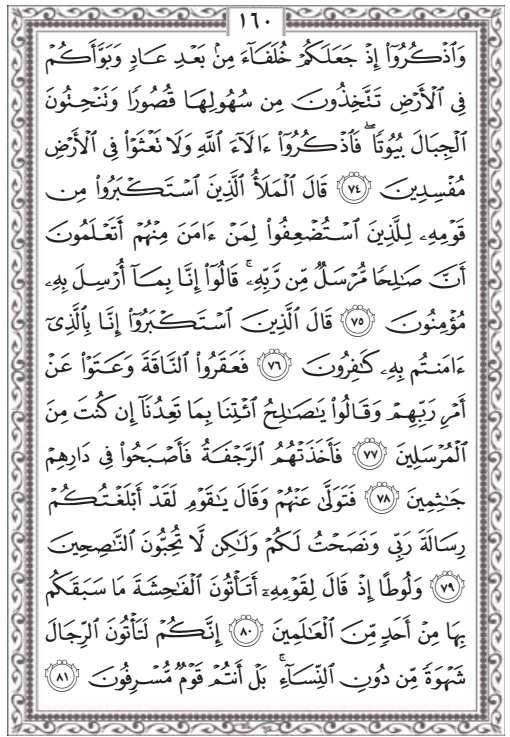 ١٦٠
وَٱذْكُرُوٓا۟ إِذْ جَعَلَكُمْ خُلَفَآءَ مِنۢ بَعْدِ عَادٍ وَبَوَّأَكُمْ
فِى ٱلْأَرْضِ تَتَّخِذُونَ مِن سُهُولِهَا قُصُورًا وَتَنْحِتُونَ
ٱلْجِبَالَ بُيُوتًا ۖ فَٱذْكُرُوٓا۟ ءَالَآءَ ٱللَّهِ وَلَا تَعْثَوْا۟ فِى ٱلْأَرْضِ
مُفْسِدِينَ ٧٤ قَالَ ٱلْمَلَأُ ٱلَّذِينَ ٱسْتَكْبَرُوا۟ مِن
قَوْمِهِۦ لِلَّذِينَ ٱسْتُضْعِفُوا۟ لِمَنْ ءَامَنَ مِنْهُمْ أَتَعْلَمُونَ
أَنَّ صَٰلِحًا مُّرْسَلٌ مِّن رَّبِّهِۦ ۚ قَالُوٓا۟ إِنَّا بِمَآ أُرْسِلَ بِهِۦ
مُؤْمِنُونَ ٧٥ قَالَ ٱلَّذِينَ ٱسْتَكْبَرُوٓا۟ إِنَّا بِٱلَّذِىٓ
ءَامَنتُم بِهِۦ كَٰفِرُونَ ٧٦ فَعَقَرُوا۟ ٱلنَّاقَةَ وَعَتَوْا۟ عَنْ
أَمْرِ رَبِّهِمْ وَقَالُوا۟ يَٰصَٰلِحُ ٱئْتِنَا بِمَا تَعِدُنَآ إِن كُنتَ مِنَ
ٱلْمُرْسَلِينَ ٧٧ فَأَخَذَتْهُمُ ٱلرَّجْفَةُ فَأَصْبَحُوا۟ فِى دَارِهِمْ
جَٰثِمِينَ ٧٨ فَتَوَلَّىٰ عَنْهُمْ وَقَالَ يَٰقَوْمِ لَقَدْ أَبْلَغْتُكُمْ
رِسَالَةَ رَبِّى وَنَصَحْتُ لَكُمْ وَلَٰكِن لَّا تُحِبُّونَ ٱلنَّٰصِحِينَ
٧٩ وَلُوطًا إِذْ قَالَ لِقَوْمِهِۦٓ أَتَأْتُونَ ٱلْفَٰحِشَةَ مَا سَبَقَكُم
بِهَا مِنْ أَحَدٍ مِّنَ ٱلْعَٰلَمِينَ ٨٠ إِنَّكُمْ لَتَأْتُونَ ٱلرِّجَالَ
شَهْوَةً مِّن دُونِ ٱلنِّسَآءِ ۚ بَلْ أَنتُمْ قَوْمٌ مُّسْرِفُونَ ٨١